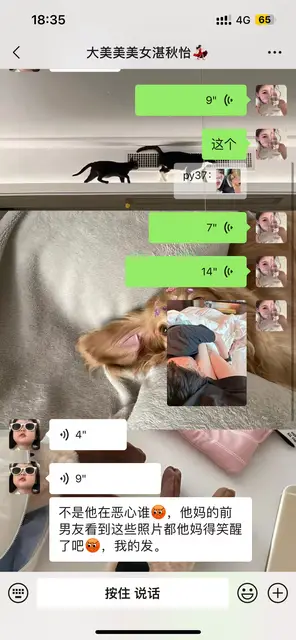 18:35
4G 65
大美美美女湛秋怡💃
9"
这个
py37:
7"
14"
4"
9"
不是他在恶心谁😡，他妈的前
男友看到这些照片都他妈得笑醒
了吧😡，我的发。
按住 说话